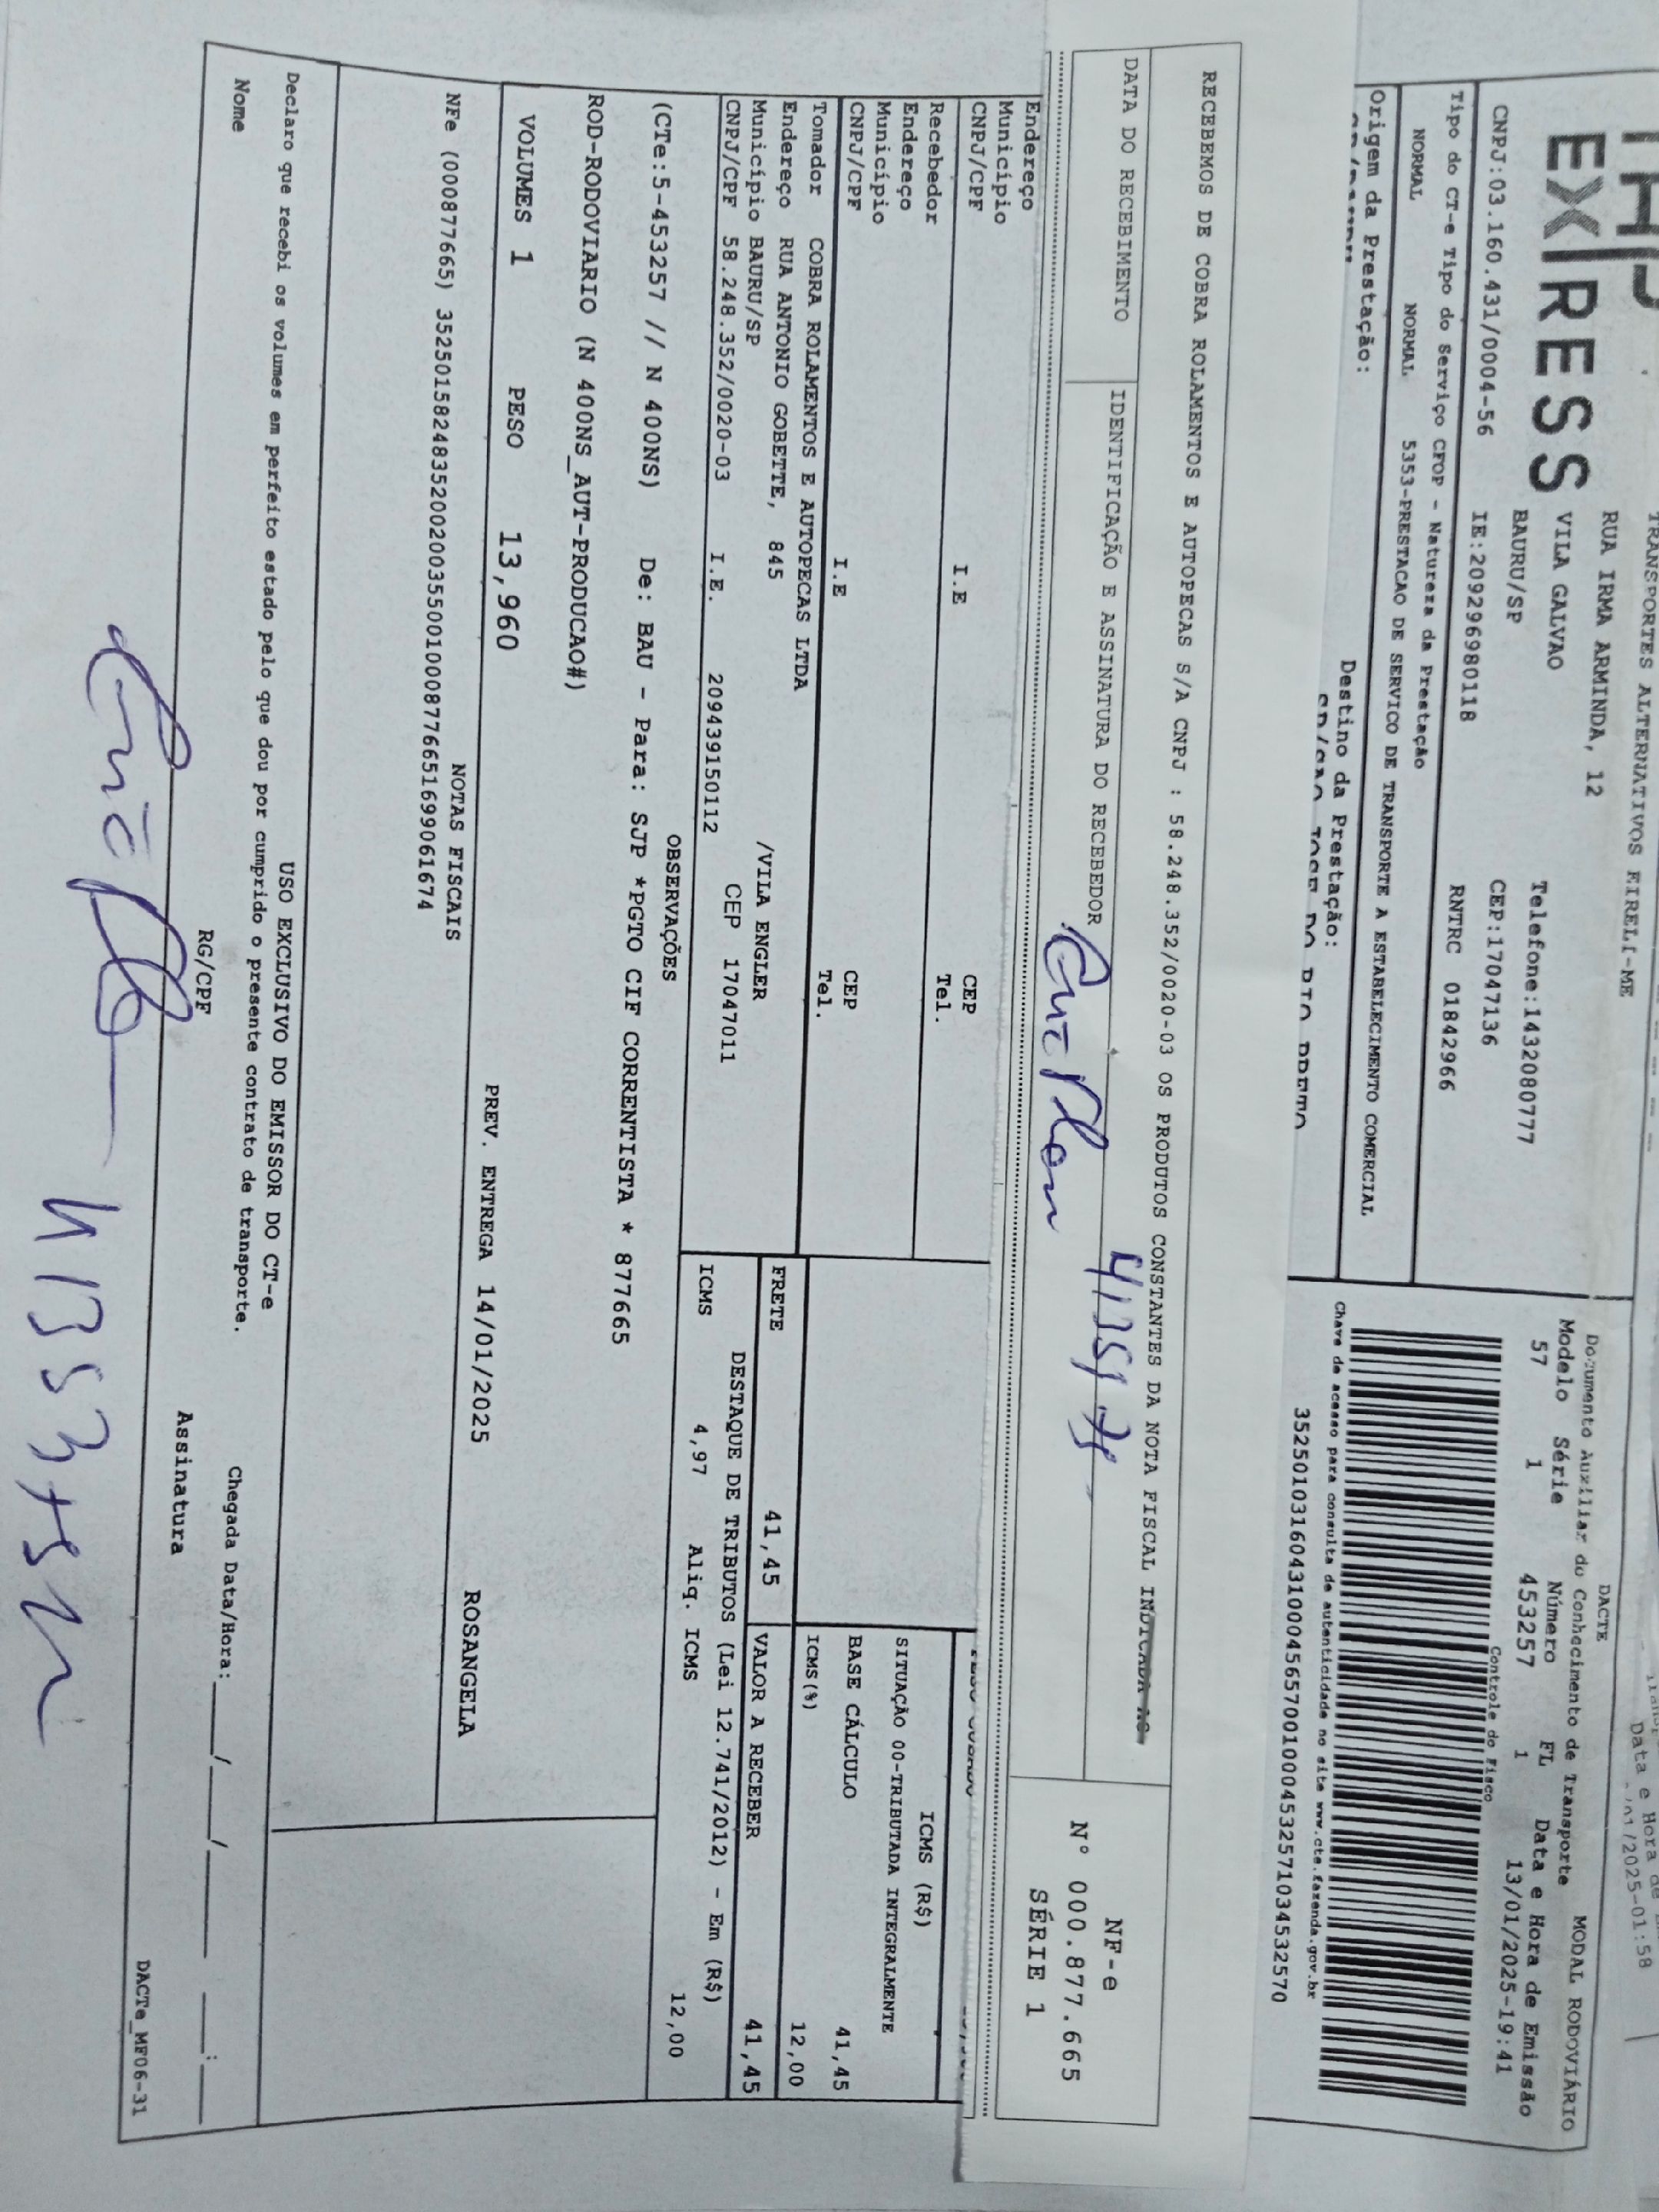 TRANSPORTES ALTERNATIVOS EIRELI-ME
EXPRESS
RUA IRMA ARMINDA, 12
VILA GALVAO
BAURU/SP
Telefone:1432080777
CEP:17047136
CNPJ:03.160.431/0004-56 IE:209296980118 RNTRC 01842966
Tipo do CT-e Tipo do Serviço CFOP - Natureza da Prestação
NORMAL NORMAL 5353-PRESTACAO DE SERVICO DE TRANSPORTE A ESTABELECIMENTO COMERCIAL
Origem da Prestação: Destino da Prestação:
Data e Hora de
/01/2025-01:58
DACTE
Documento Auxiliar do Conhecimento de Transporte MODAL RODOVIÁRIO
Modelo Série Número FL Data e Hora de Emissão
57 1 453257 1 13/01/2025-19:41
Controle do Fisco
Chave de acesso para consulta de autenticidade no site www.cte.fazenda.gov.br
35250103160431000456570010004532571034532570
RECEBEMOS DE COBRA ROLAMENTOS E AUTOPECAS S/A CNPJ : 58.248.352/0020-03 OS PRODUTOS CONSTANTES DA NOTA FISCAL INDICADA AO
DATA DO RECEBIMENTO IDENTIFICAÇÃO E ASSINATURA DO RECEBEDOR
NF-e
N° 000.877.665
SÉRIE 1
Endereço
Município
CNPJ/CPF I.E CEP
Recebedor Tel.
Endereço
Município
CNPJ/CPF I.E CEP
Tomador COBRA ROLAMENTOS E AUTOPECAS LTDA Tel.
Endereço RUA ANTONIO GOBETTE, 845 /VILA ENGLER
Município BAURU/SP CEP 17047011
CNPJ/CPF 58.248.352/0020-03 I.E. 209439150112
ICMS (R$)
SITUAÇÃO 00-TRIBUTADA INTEGRALMENTE
BASE CÁLCULO 41,45
ICMS(%) 12,00
FRETE 41,45 VALOR A RECEBER 41,45
DESTAQUE DE TRIBUTOS (Lei 12.741/2012) - Em (R$)
ICMS 4,97 Aliq. ICMS 12,00
OBSERVAÇÕES
(CTe:5-453257 // N 400NS) De: BAU - Para: SJP *PGTO CIF CORRENTISTA * 877665
ROD-RODOVIARIO (N 400NS_AUT-PRODUCAO#)
VOLUMES 1 PESO 13,960 PREV. ENTREGA 14/01/2025 ROSANGELA
NOTAS FISCAIS
NFe (000877665) 35250158248352002003550010008776651699061674
USO EXCLUSIVO DO EMISSOR DO CT-e
Declaro que recebi os volumes em perfeito estado pelo que dou por cumprido o presente contrato de transporte.
Nome RG/CPF Assinatura Chegada Data/Hora:____/____/______ ____:____
DACTe_MF06-31